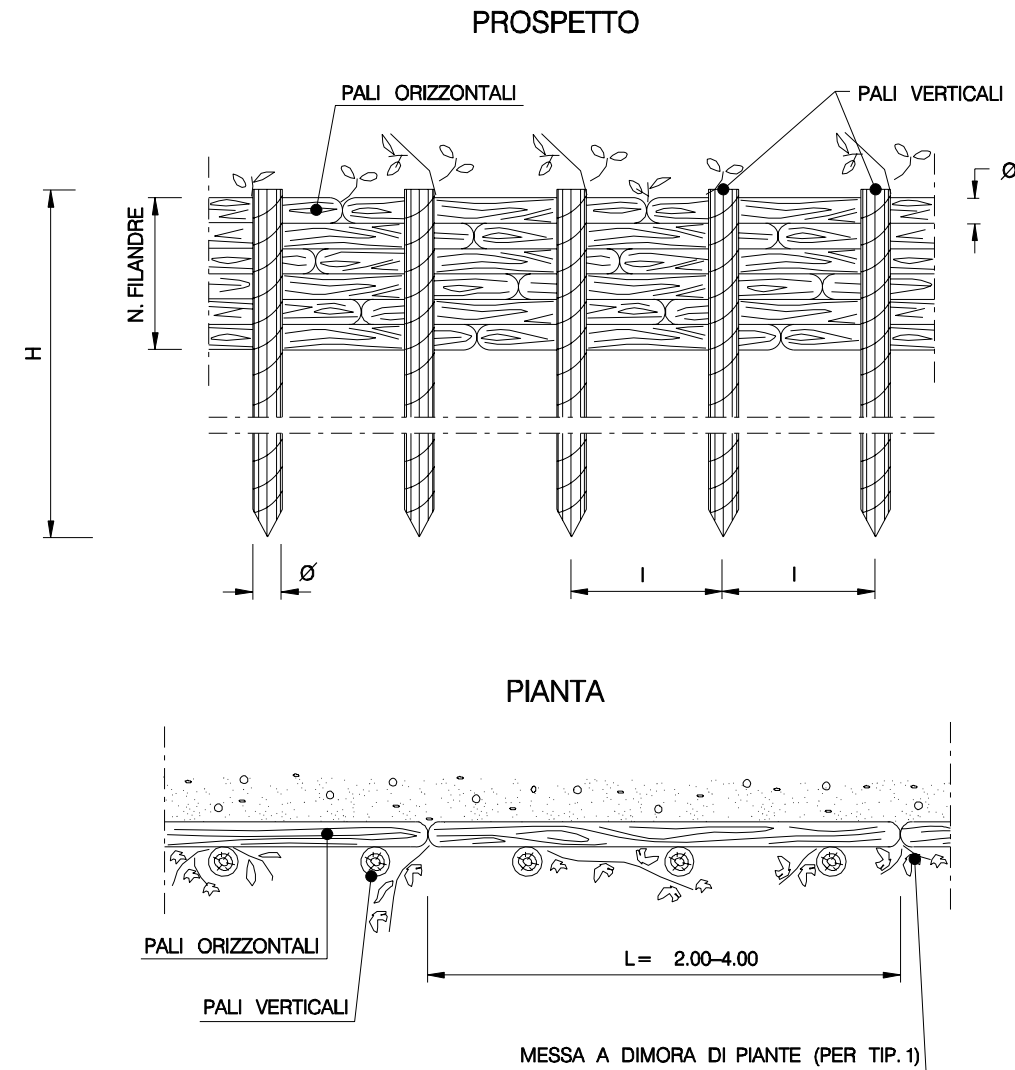 PROSPETTO
PALI ORIZZONTALI
PALI VERTICALI
Ø
N. FILANDRE
H
Ø
I
I
PIANTA
PALI ORIZZONTALI
L= 2.00–4.00
PALI VERTICALI
MESSA A DIMORA DI PIANTE (PER TIP. 1)